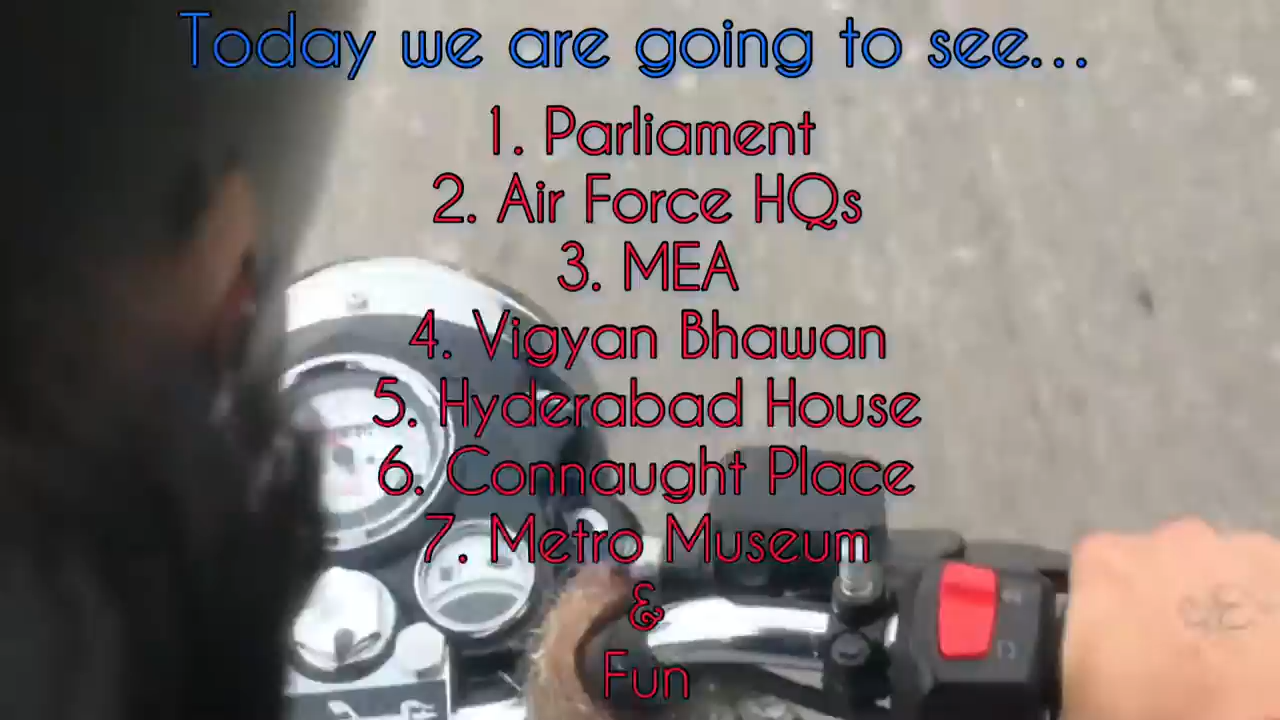 Today we are going to see...
1. Parliament
2. Air Force HQs
3. MEA
4. Vigyan Bhawan
5. Hyderabad House
6. Connaught Place
7. Metro Museum
&
Fun